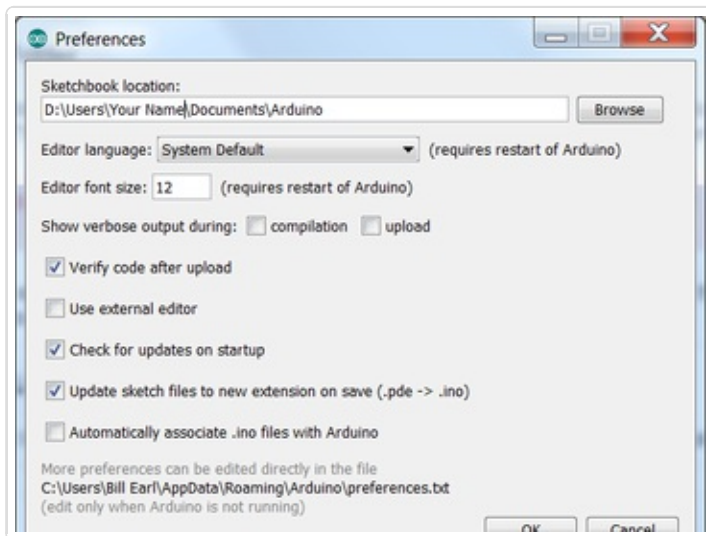 Preferences
Sketchbook location:
D:\Users\Your Name\Documents\Arduino
Browse
Editor language: System Default (requires restart of Arduino)
Editor font size: 12 (requires restart of Arduino)
Show verbose output during: compilation upload
Verify code after upload
Use external editor
Check for updates on startup
Update sketch files to new extension on save (.pde -> .ino)
Automatically associate .ino files with Arduino
More preferences can be edited directly in the file
C:\Users\Bill Earl\AppData\Roaming\Arduino\preferences.txt
(edit only when Arduino is not running)
OK Cancel